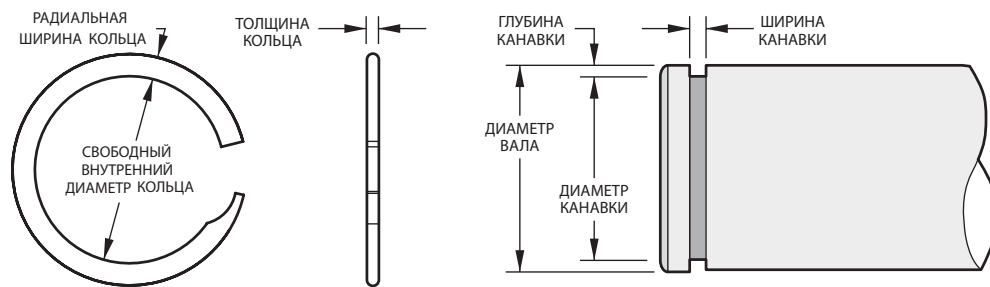 РАДИАЛЬНАЯ
ШИРИНА КОЛЬЦА
ТОЛЩИНА
КОЛЬЦА
СВОБОДНЫЙ
ВНУТРЕННИЙ
ДИАМЕТР КОЛЬЦА
ГЛУБИНА
КАНАВКИ
ШИРИНА
КАНАВКИ
ДИАМЕТР
ВАЛА
ДИАМЕТР
КАНАВКИ